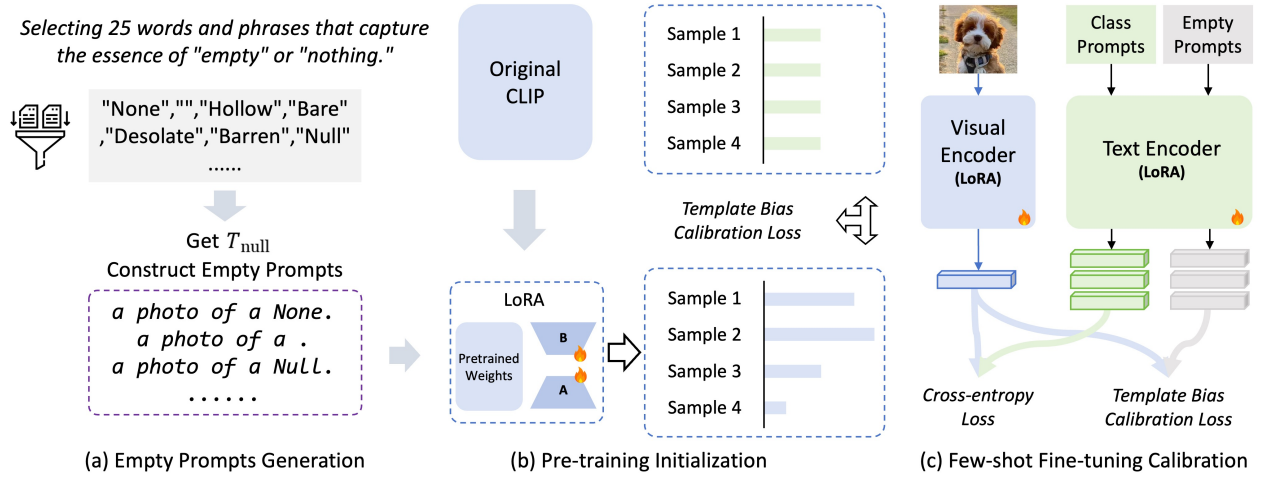 Selecting 25 words and phrases that capture
the essence of "empty" or "nothing."
"None","","Hollow","Bare"
,"Desolate","Barren","Null"
......
Get T_null
Construct Empty Prompts
a photo of a None.
a photo of a .
a photo of a Null.
......
(a) Empty Prompts Generation
Original
CLIP
LoRA
Pretrained
Weights
B
A
Sample 1
Sample 2
Sample 3
Sample 4
Template Bias
Calibration Loss
Sample 1
Sample 2
Sample 3
Sample 4
(b) Pre-training Initialization
Class
Prompts
Empty
Prompts
Visual
Encoder
(LoRA)
Text Encoder
(LoRA)
Cross-entropy
Loss
Template Bias
Calibration Loss
(c) Few-shot Fine-tuning Calibration